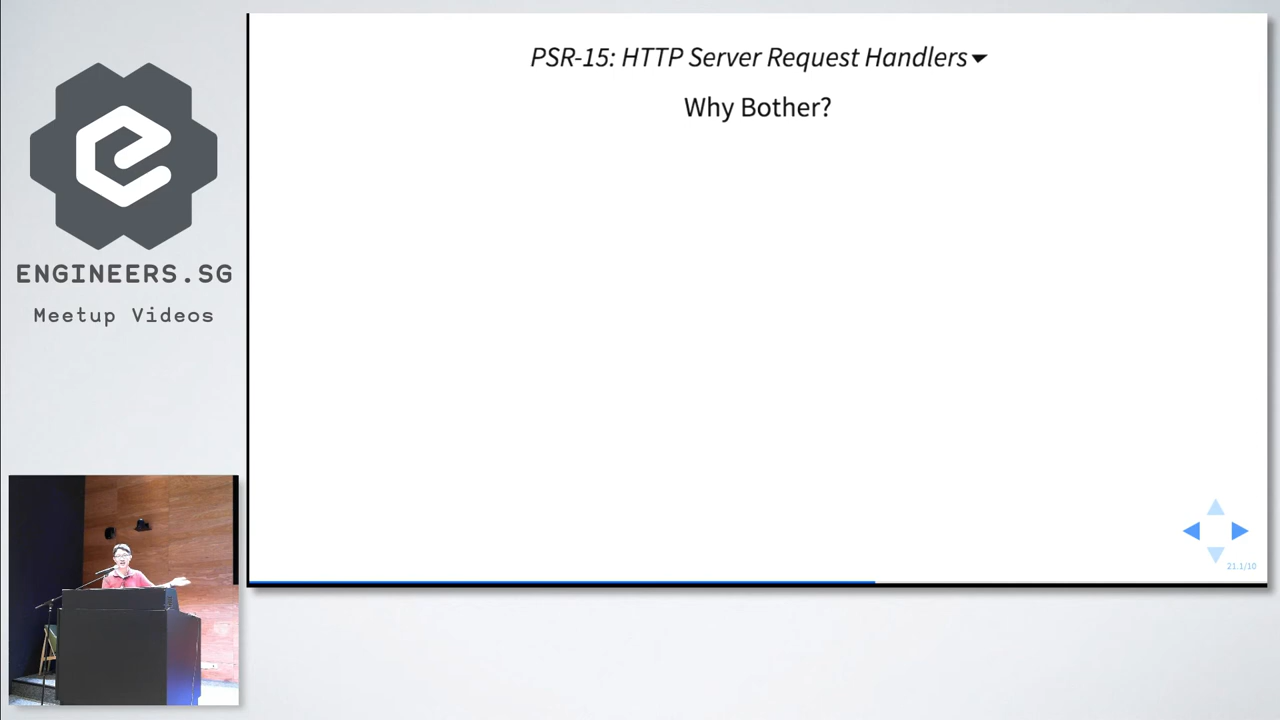 PSR-15: HTTP Server Request Handlers
Why Bother?
ENGINEERS.SG
Meetup Videos
21.1/10